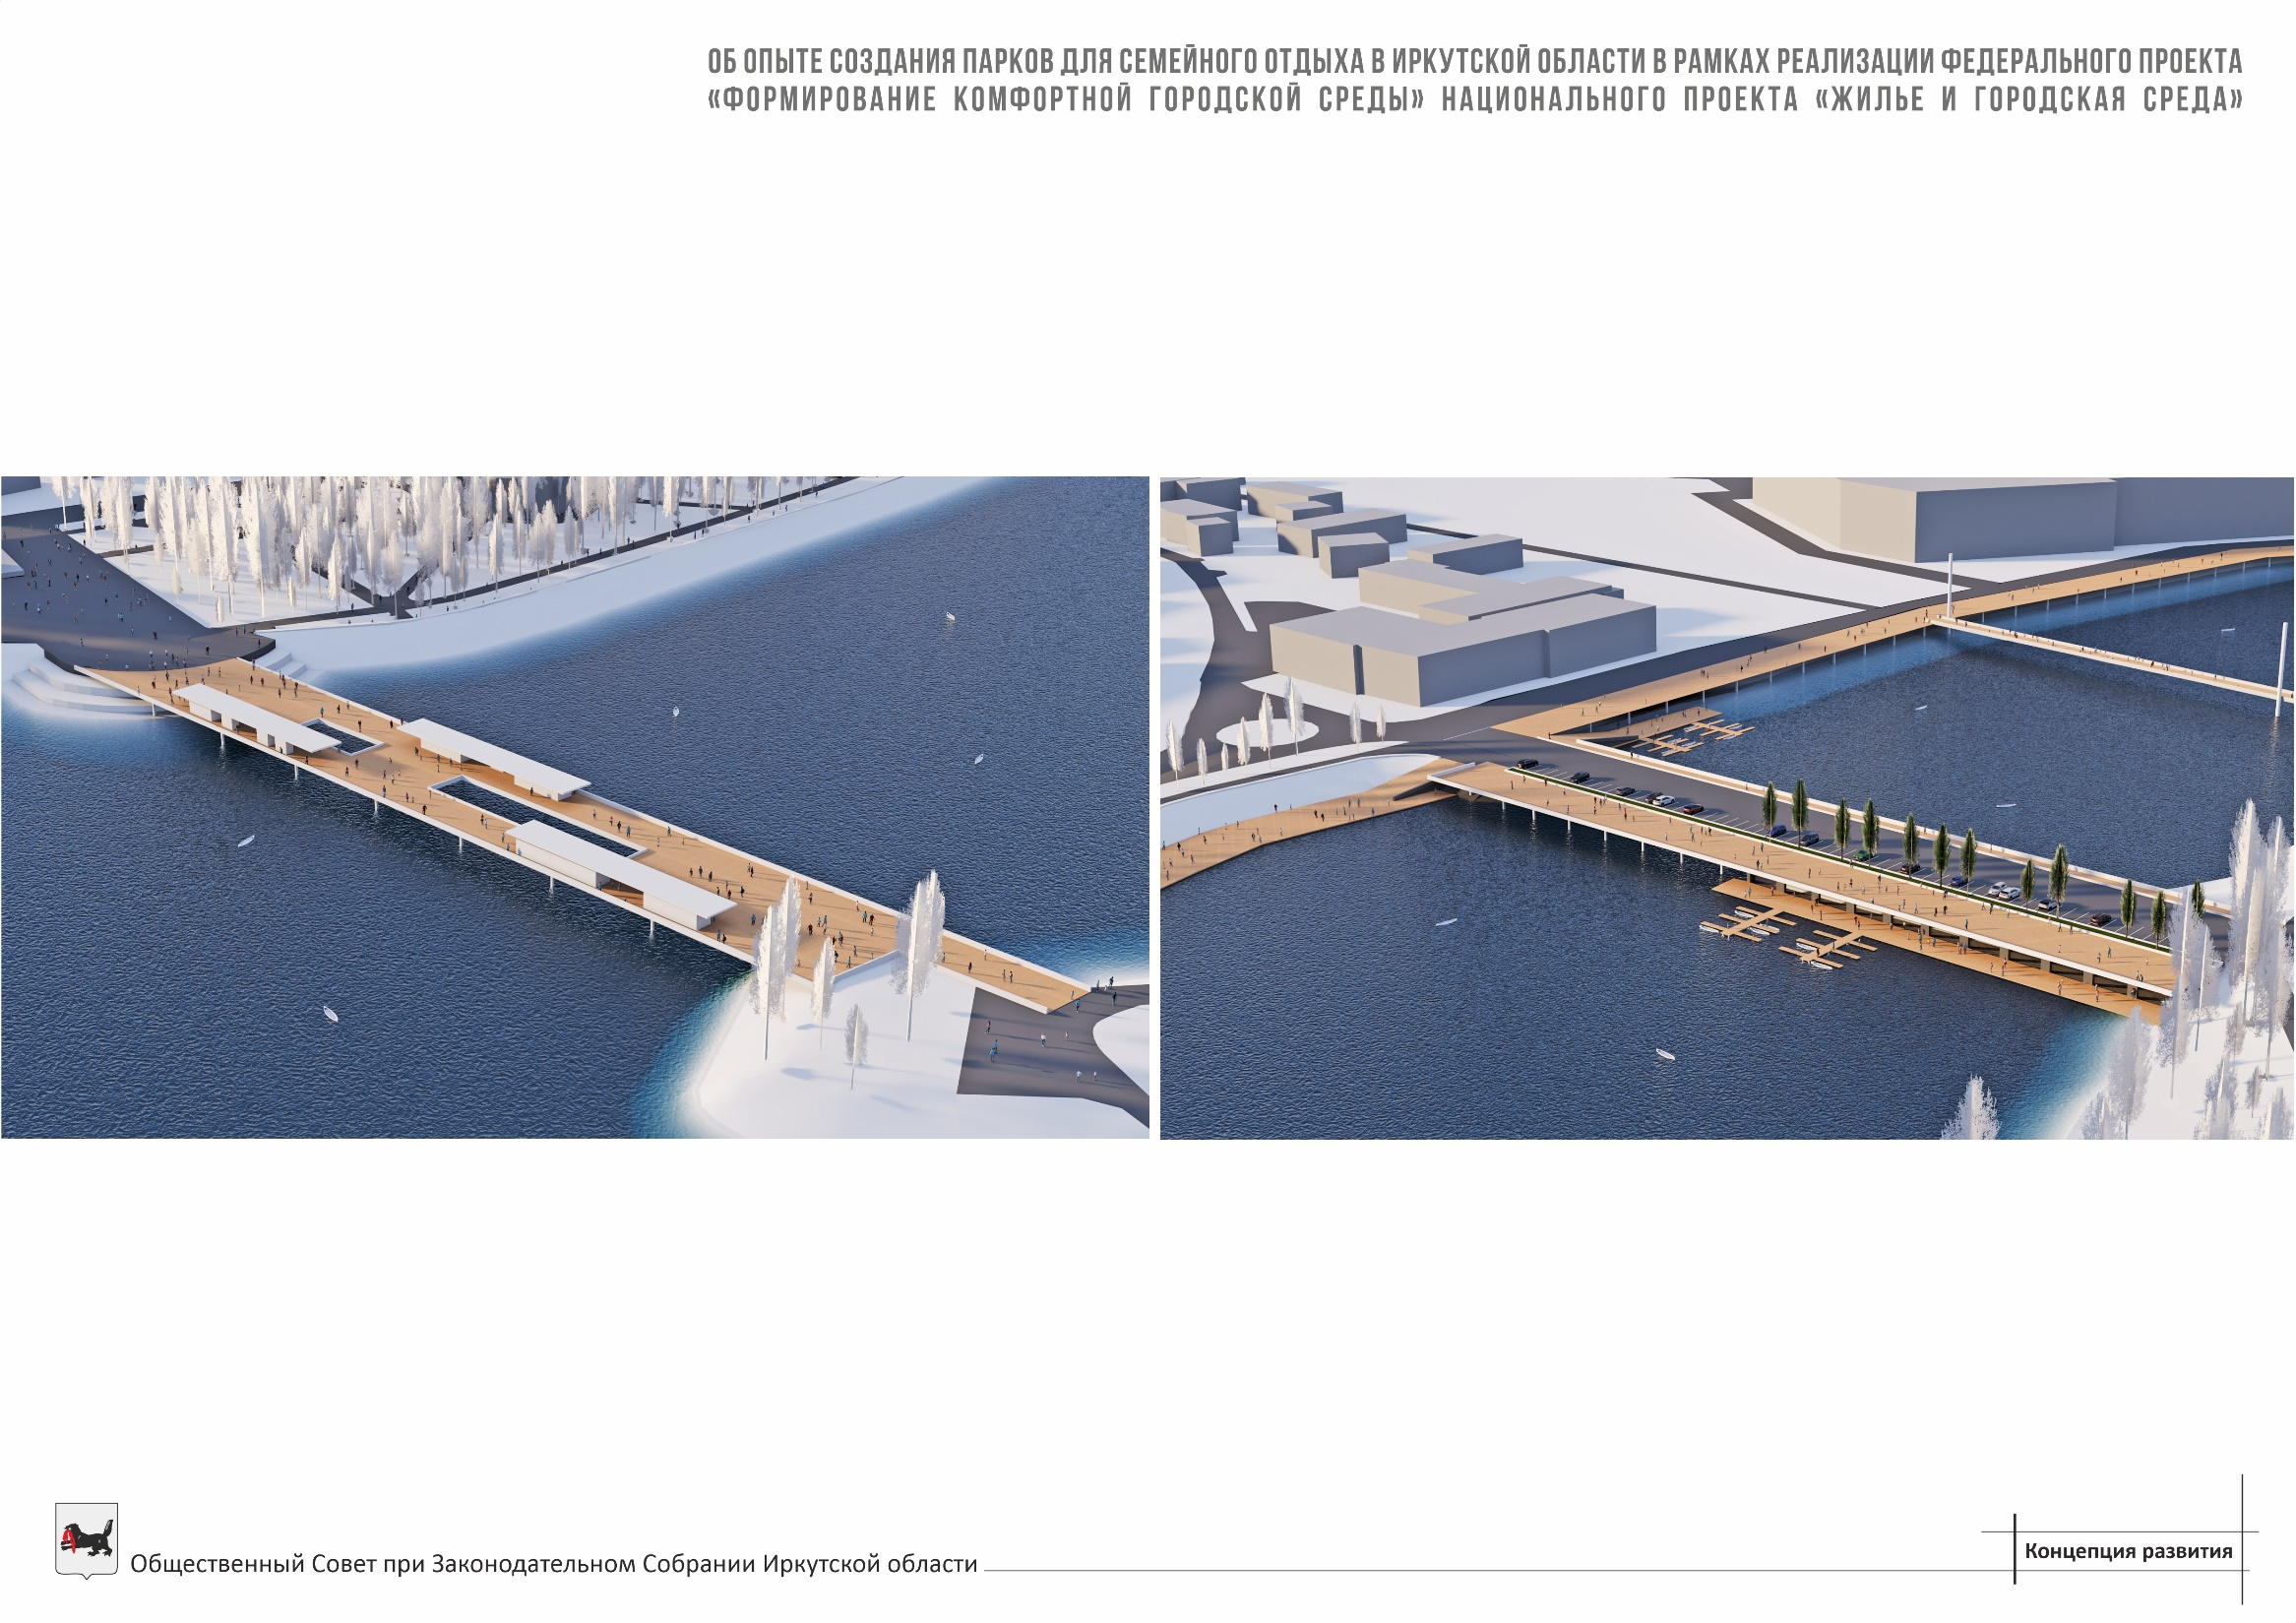 ОБ ОПЫТЕ СОЗДАНИЯ ПАРКОВ ДЛЯ СЕМЕЙНОГО ОТДЫХА В ИРКУТСКОЙ ОБЛАСТИ В РАМКАХ РЕАЛИЗАЦИИ ФЕДЕРАЛЬНОГО ПРОЕКТА
«ФОРМИРОВАНИЕ КОМФОРТНОЙ ГОРОДСКОЙ СРЕДЫ» НАЦИОНАЛЬНОГО ПРОЕКТА «ЖИЛЬЕ И ГОРОДСКАЯ СРЕДА»
Общественный Совет при Законодательном Собрании Иркутской области
Концепция развития